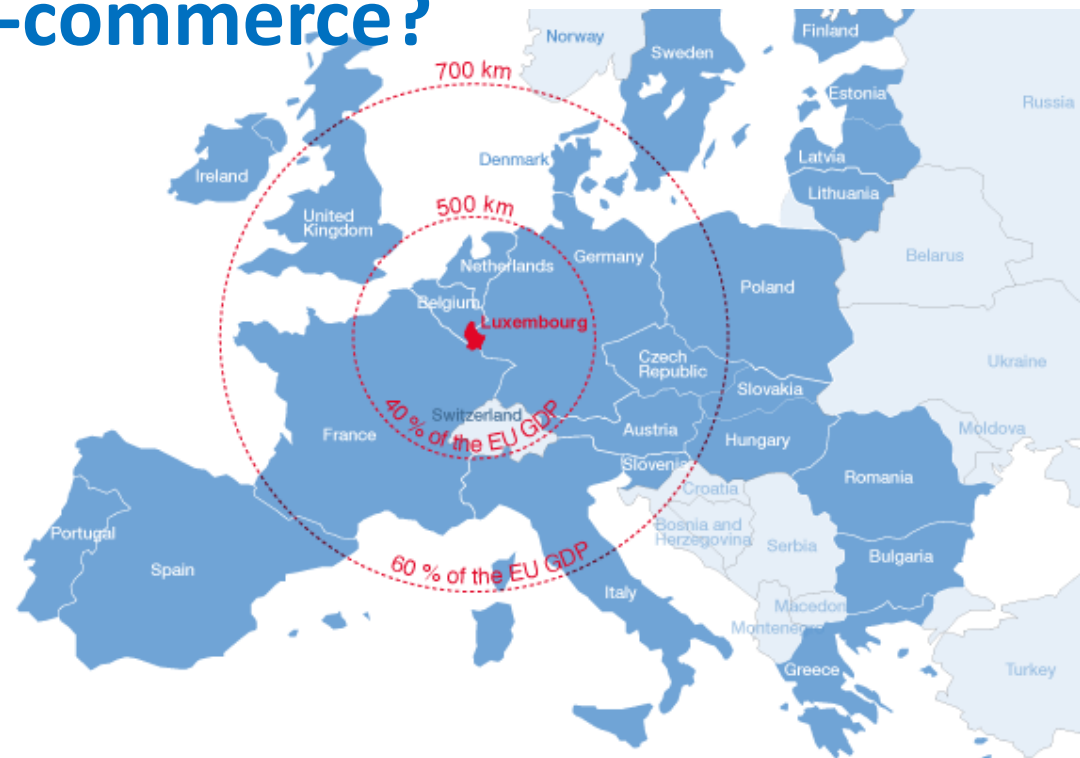 -commerce?
Norway
Sweden
Finland
700 km
Estonia
Russia
Denmark
Latvia
Ireland
Lithuania
500 km
United
Kingdom
Netherlands
Germany
Belarus
Poland
Belgium
Luxembourg
Czech
Republic
Ukraine
Slovakia
Switzerland
40 % of the EU GDP
France
Austria
Hungary
Moldova
Slovenia
Romania
Croatia
Portugal
Bosnia and
Herzegovina
Serbia
Bulgaria
Spain
60 % of the EU GDP
Italy
Macedon
Montenegro
Greece
Turkey